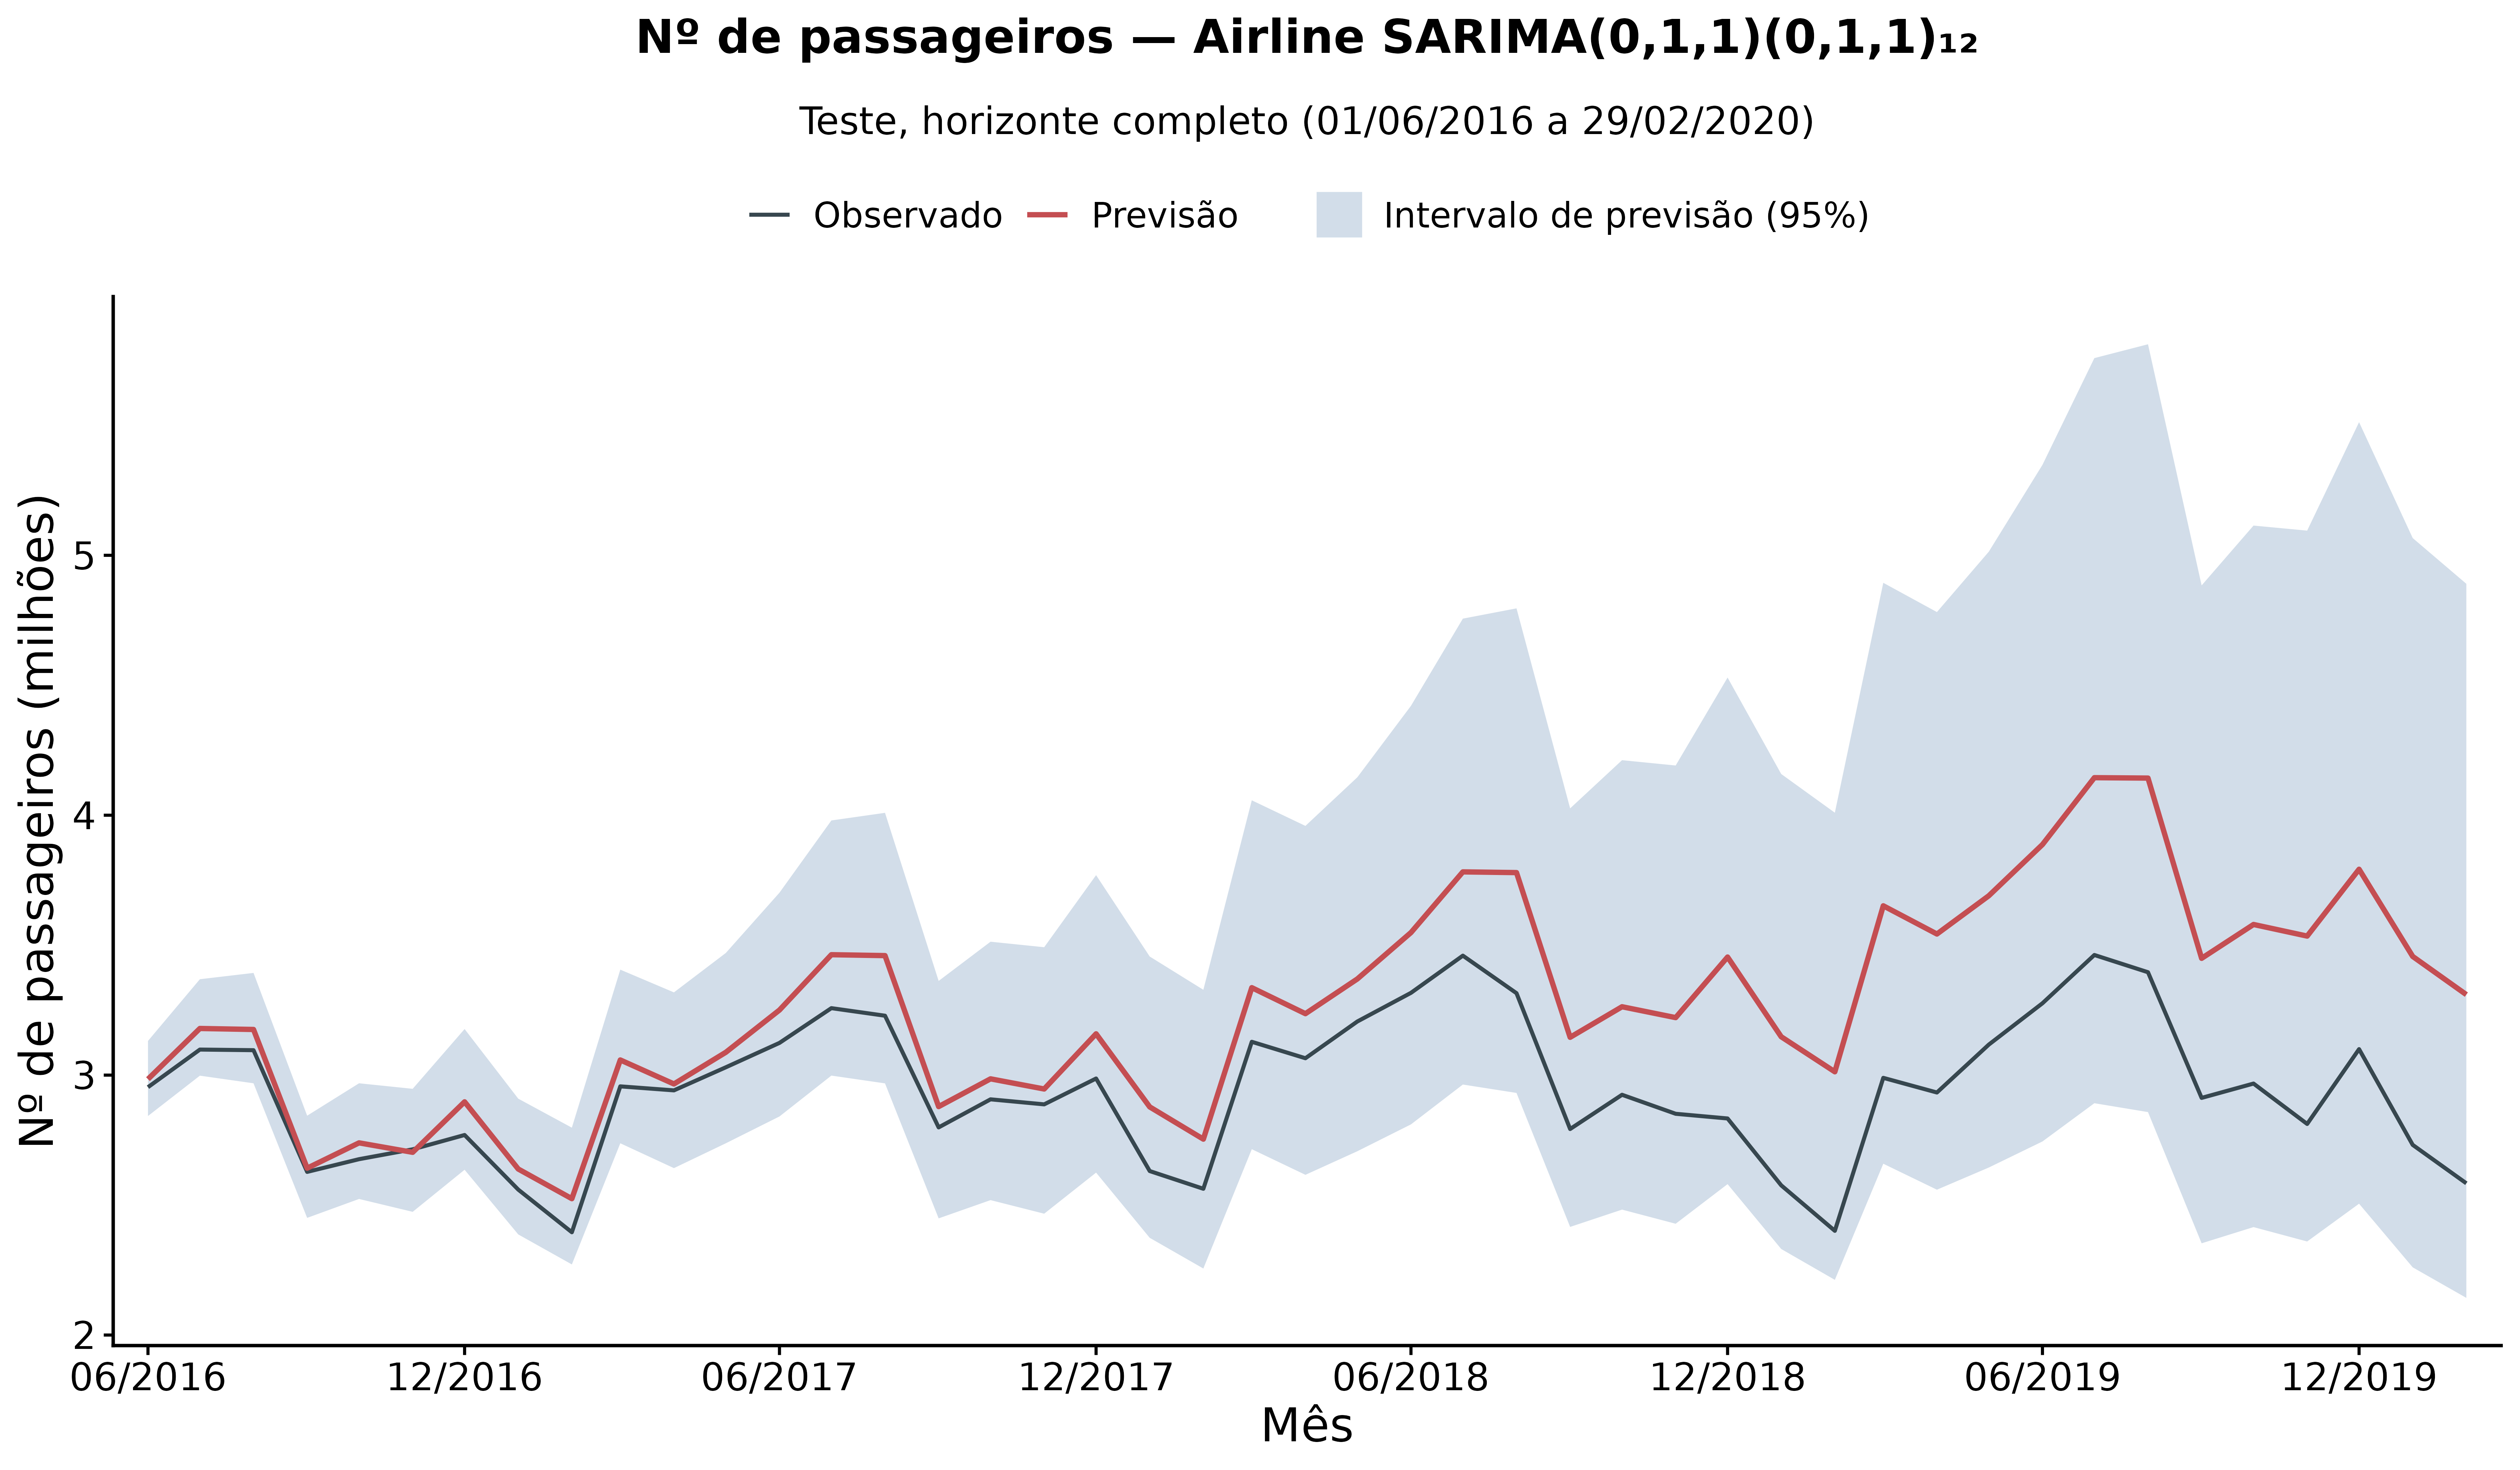 Nº de passageiros — Airline SARIMA(0,1,1)(0,1,1)₁₂
Teste, horizonte completo (01/06/2016 a 29/02/2020)
Observado Previsão Intervalo de previsão (95%)
Nº de passageiros (milhões)
5
4
3
2
06/2016 12/2016 06/2017 12/2017 06/2018 12/2018 06/2019 12/2019
Mês